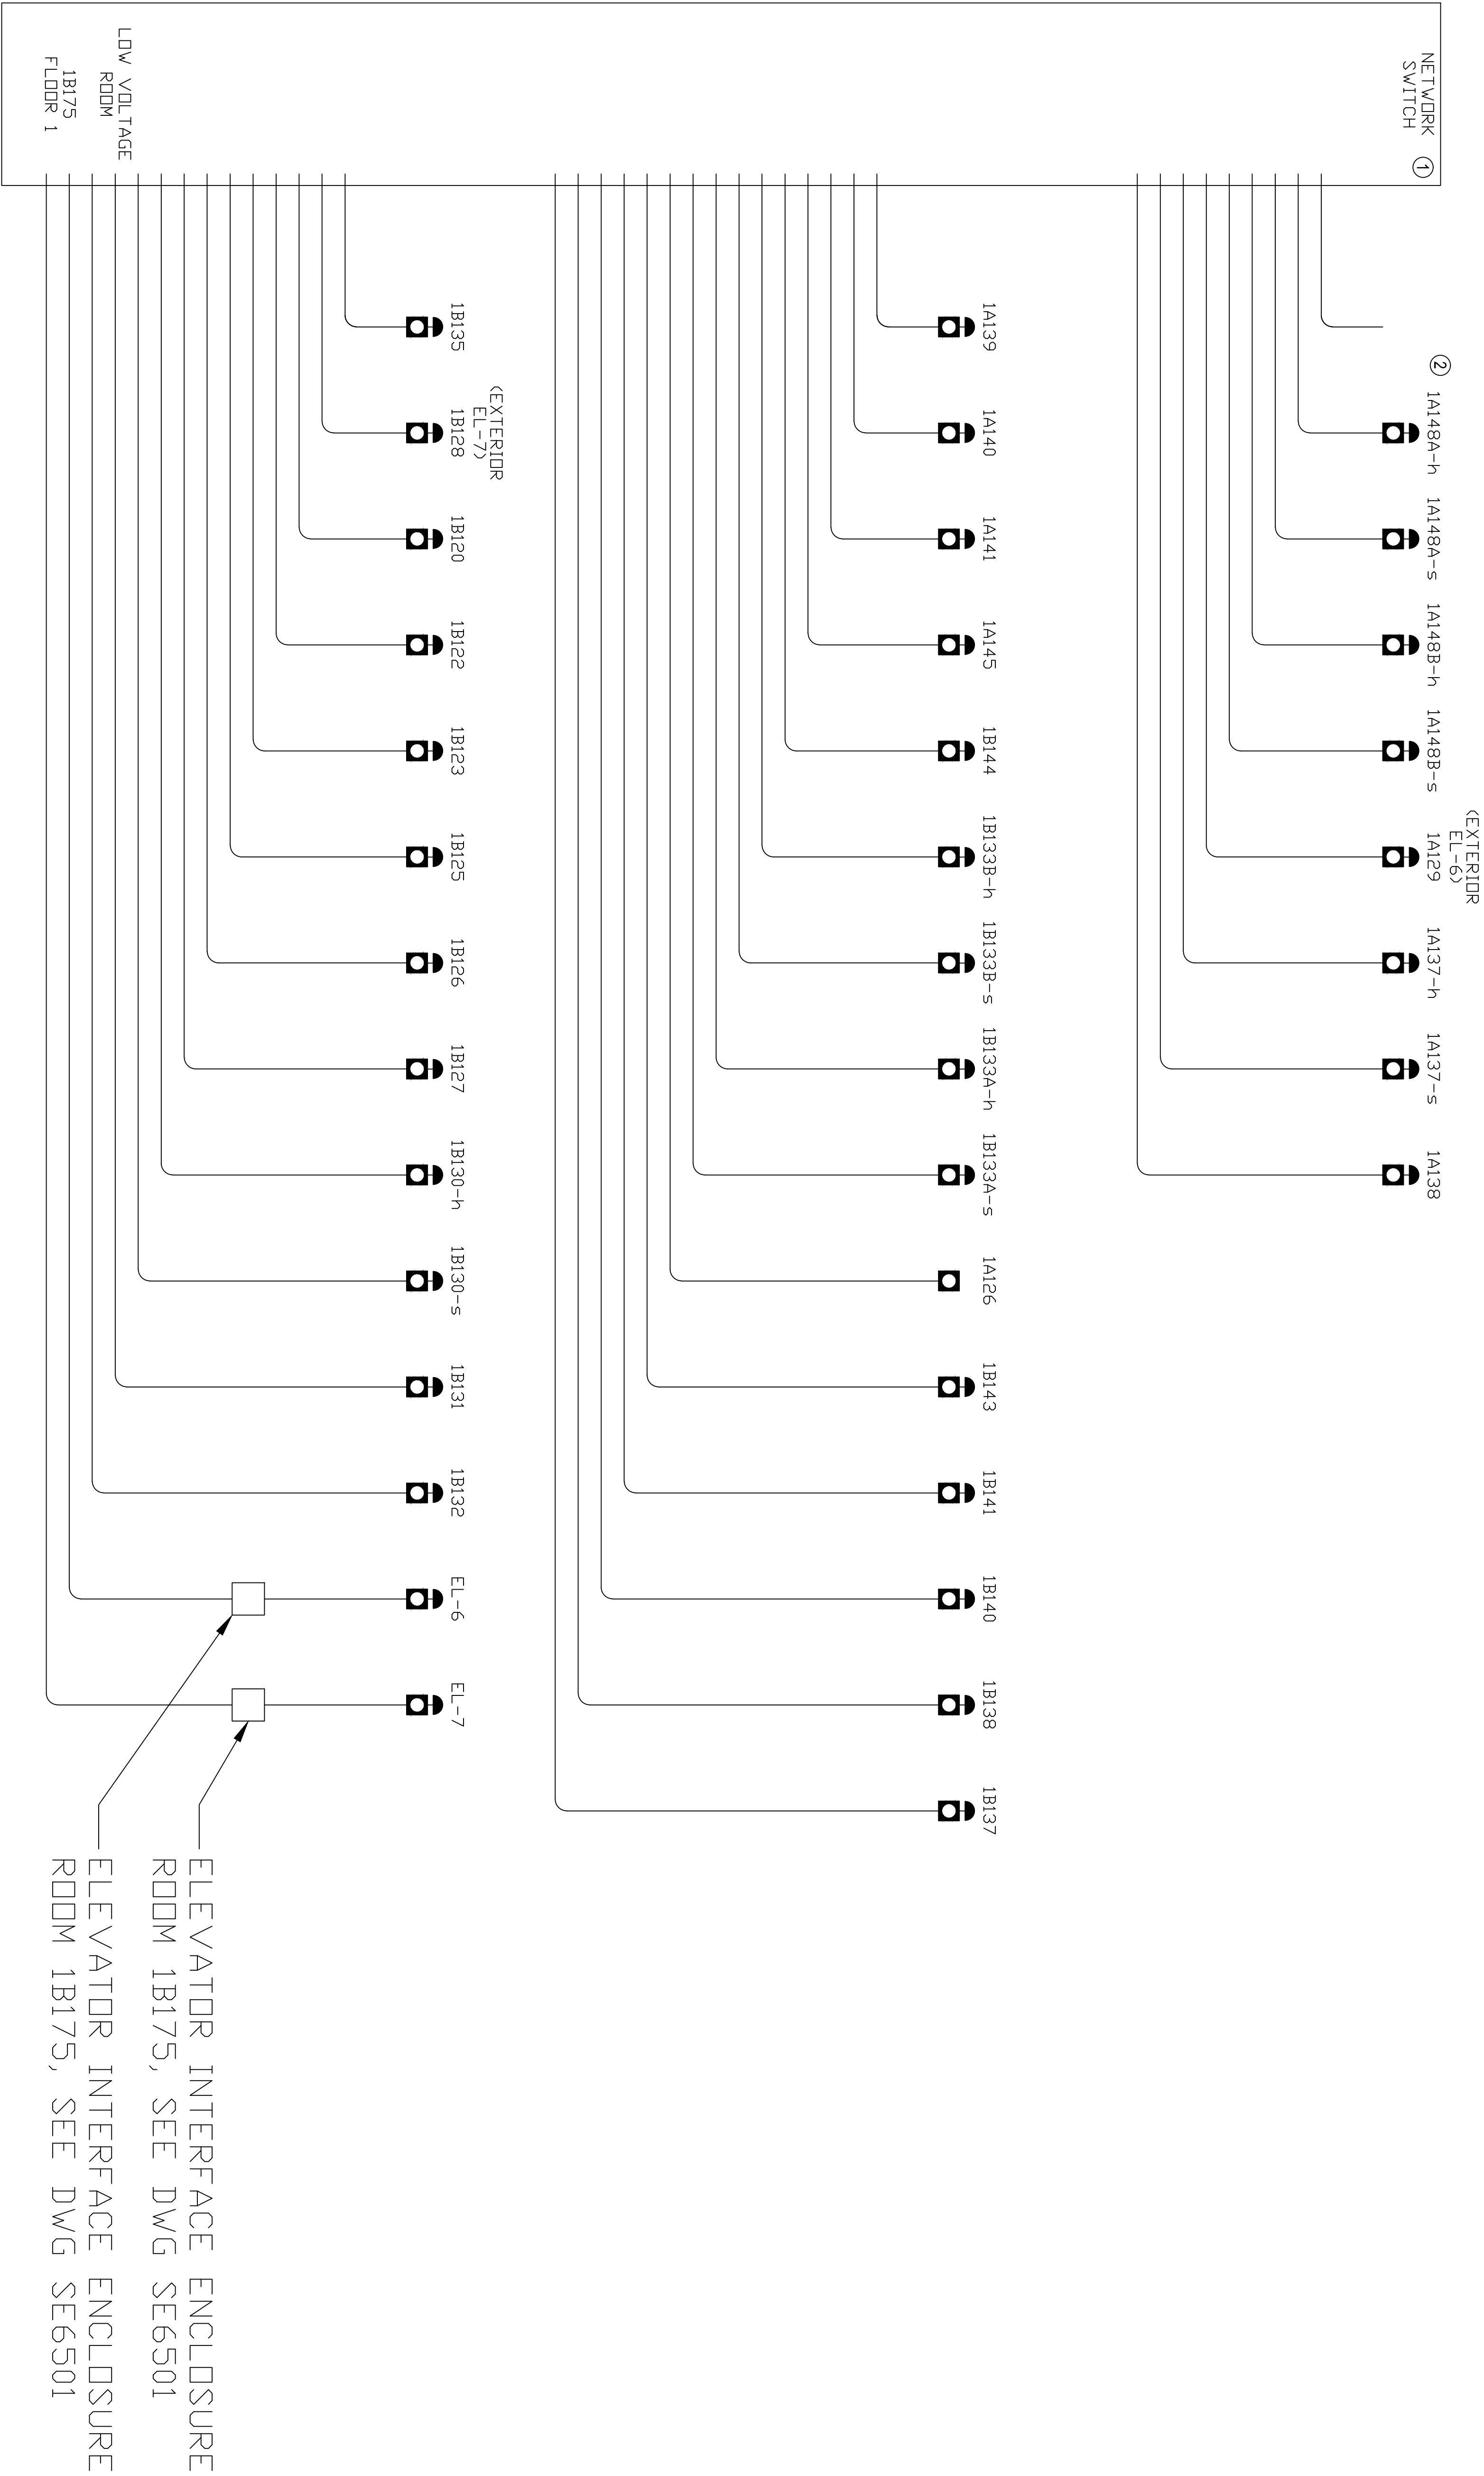 NETWORK
SWITCH
①
②
1A148A-h
1A148A-s
1A148B-h
1A148B-s
(EXTERIOR
EL-6)
1A129
1A137-h
1A137-s
1A138
1A139
1A140
1A141
1A145
1B144
1B133B-h
1B133B-s
1B133A-h
1B133A-s
1A126
1B143
1B141
1B140
1B138
1B137
1B135
(EXTERIOR
EL-7)
1B128
1B120
1B122
1B123
1B125
1B126
1B127
1B130-h
1B130-s
1B131
1B132
EL-6
EL-7
LOW VOLTAGE
ROOM
1B175
FLOOR 1
ELEVATOR INTERFACE ENCLOSURE
ROOM 1B175, SEE DWG SE6501
ELEVATOR INTERFACE ENCLOSURE
ROOM 1B175, SEE DWG SE6501